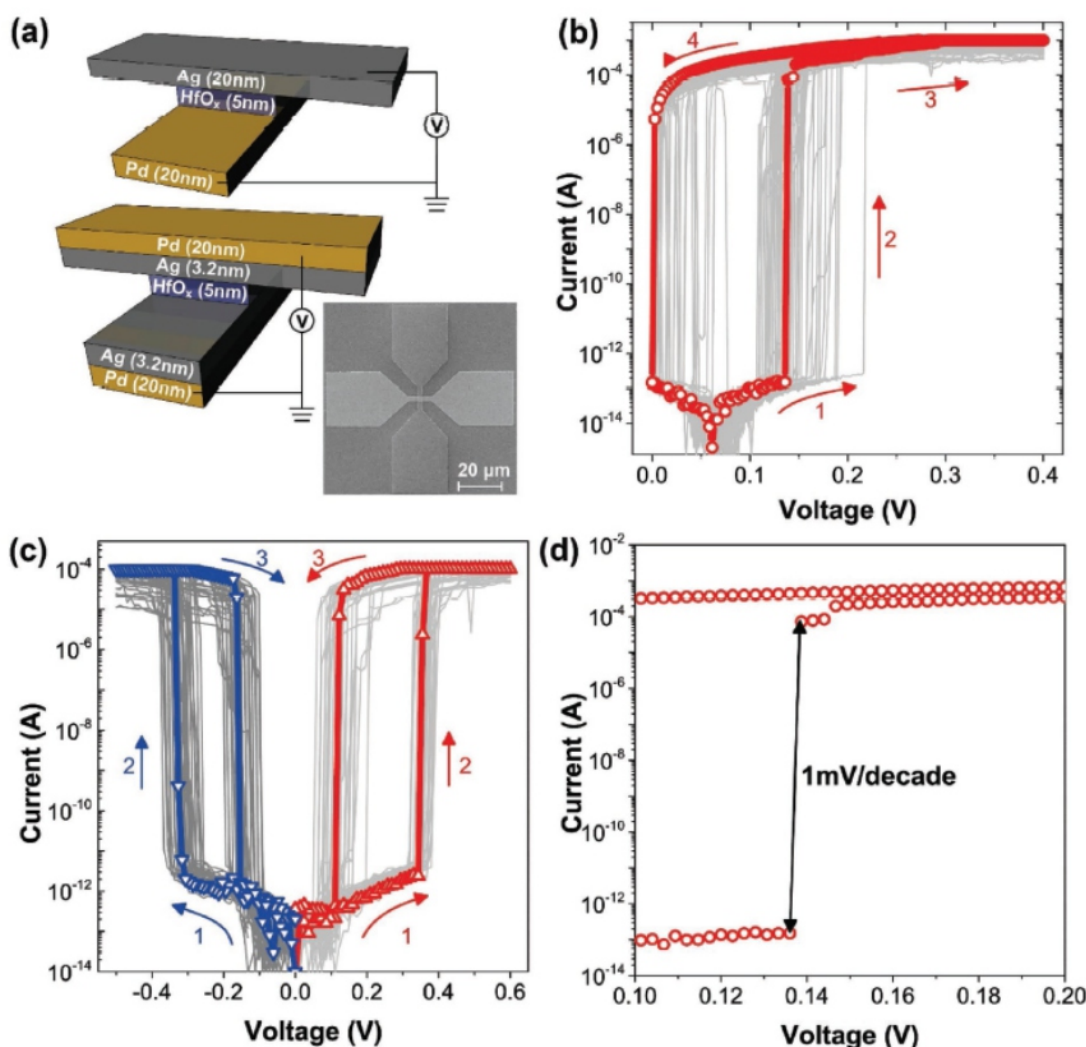 (a)
Ag (20nm)
HfOₓ (5nm)
Pd (20nm)
V
Pd (20nm)
Ag (3.2nm)
HfOₓ (5nm)
Ag (3.2nm)
Pd (20nm)
V
20 μm
(b)
Current (A)
10⁻⁴
10⁻⁶
10⁻⁸
10⁻¹⁰
10⁻¹²
10⁻¹⁴
4
3
2
1
0.0 0.1 0.2 0.3 0.4
Voltage (V)
(c)
Current (A)
10⁻⁴
10⁻⁶
10⁻⁸
10⁻¹⁰
10⁻¹²
10⁻¹⁴
3 3
2 2
1 1
-0.4 -0.2 0.0 0.2 0.4 0.6
Voltage (V)
(d)
Current (A)
10⁻²
10⁻⁴
10⁻⁶
10⁻⁸
10⁻¹⁰
10⁻¹²
10⁻¹⁴
1mV/decade
0.10 0.12 0.14 0.16 0.18 0.20
Voltage (V)